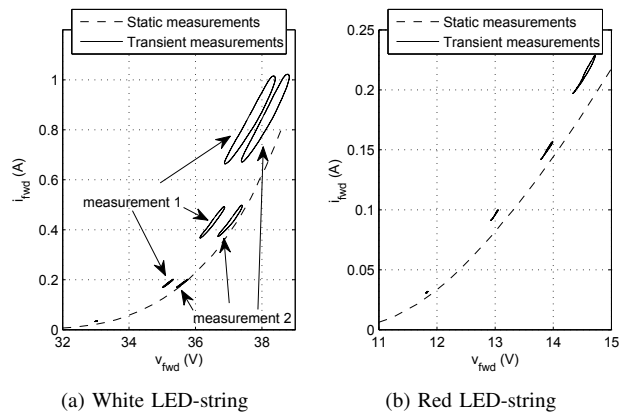 Static measurements
Transient measurements
1
0.8
0.6
0.4
0.2
0
i_fwd (A)
measurement 1
measurement 2
32 34 36 38
v_fwd (V)
(a) White LED-string
Static measurements
Transient measurements
0.25
0.2
0.15
0.1
0.05
0
i_fwd (A)
11 12 13 14 15
v_fwd (V)
(b) Red LED-string